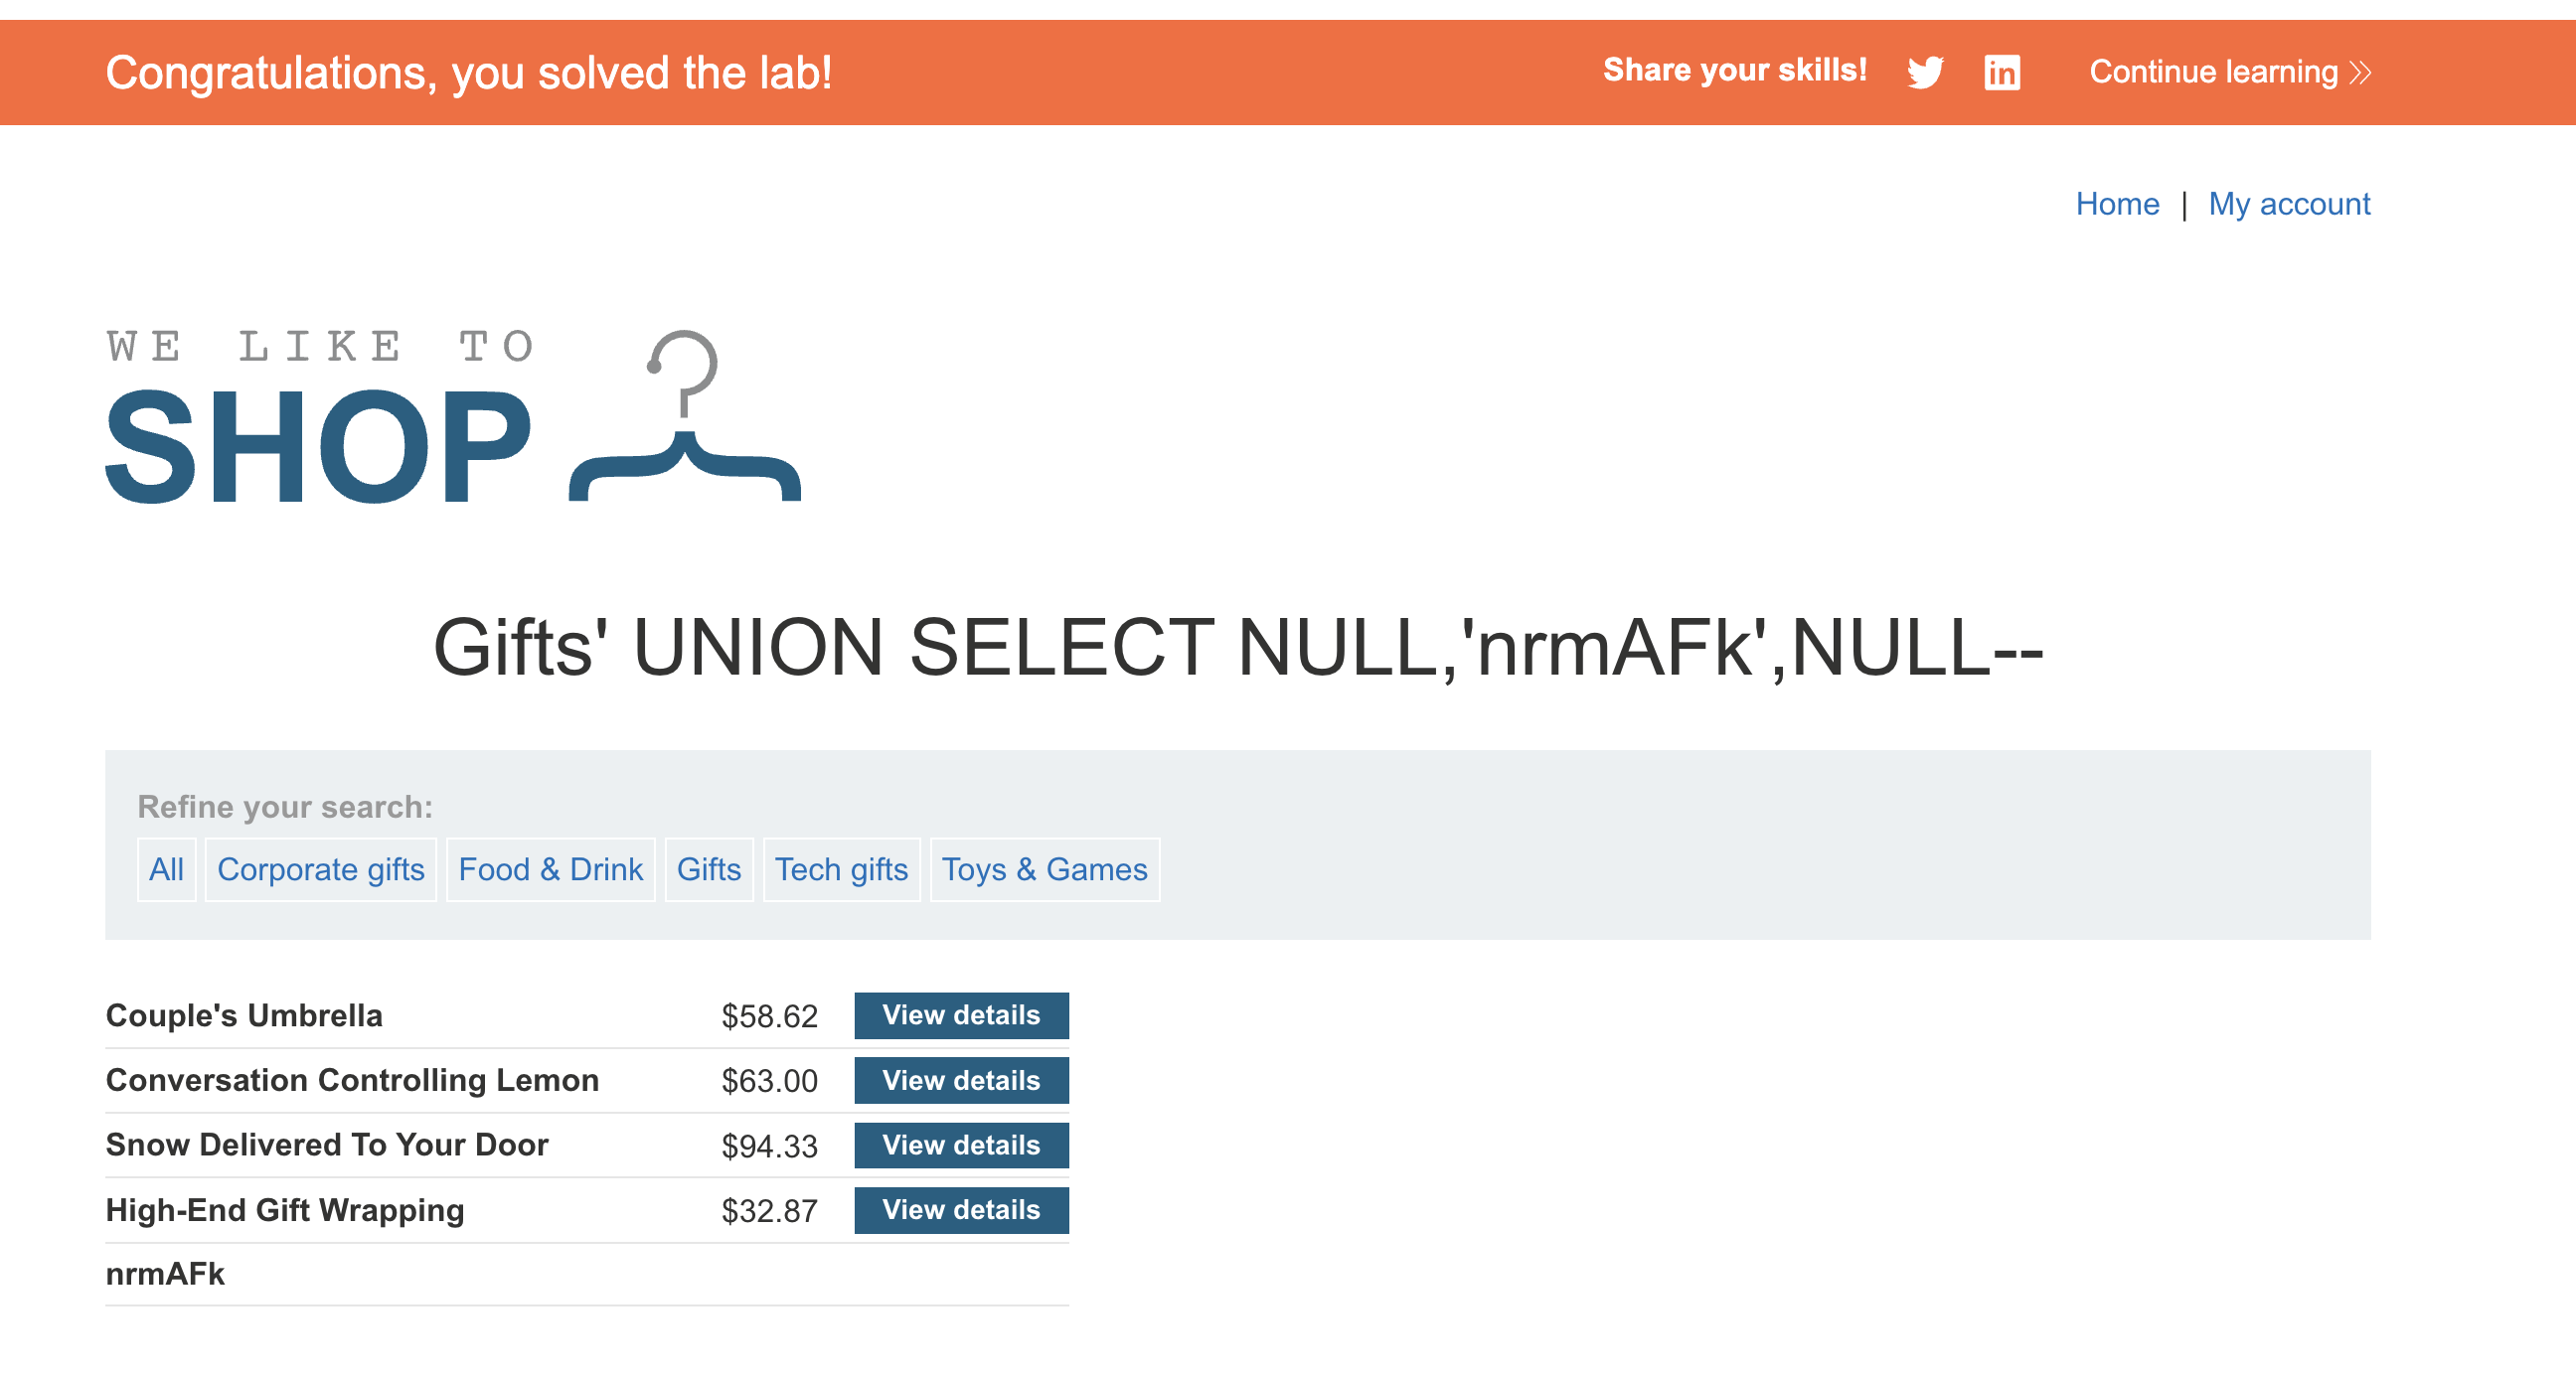 Congratulations, you solved the lab!
Share your skills!
Continue learning
Home | My account
WE LIKE TO
SHOP
Gifts' UNION SELECT NULL,'nrmAFk',NULL--
Refine your search:
All Corporate gifts Food & Drink Gifts Tech gifts Toys & Games
Couple's Umbrella $58.62 View details
Conversation Controlling Lemon $63.00 View details
Snow Delivered To Your Door $94.33 View details
High-End Gift Wrapping $32.87 View details
nrmAFk